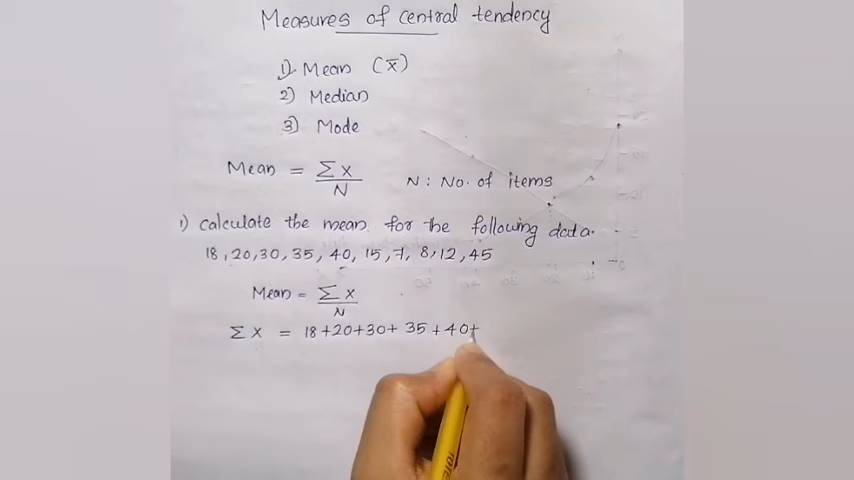 Measures of central tendency
1) Mean (x̄)
2) Median
3) Mode
Mean = Σx/N N : No. of items
1) calculate the mean for the following data.
18, 20, 30, 35, 40, 15, 7, 8, 12, 45
Mean = Σx/N
Σx = 18+20+30+ 35 +40+